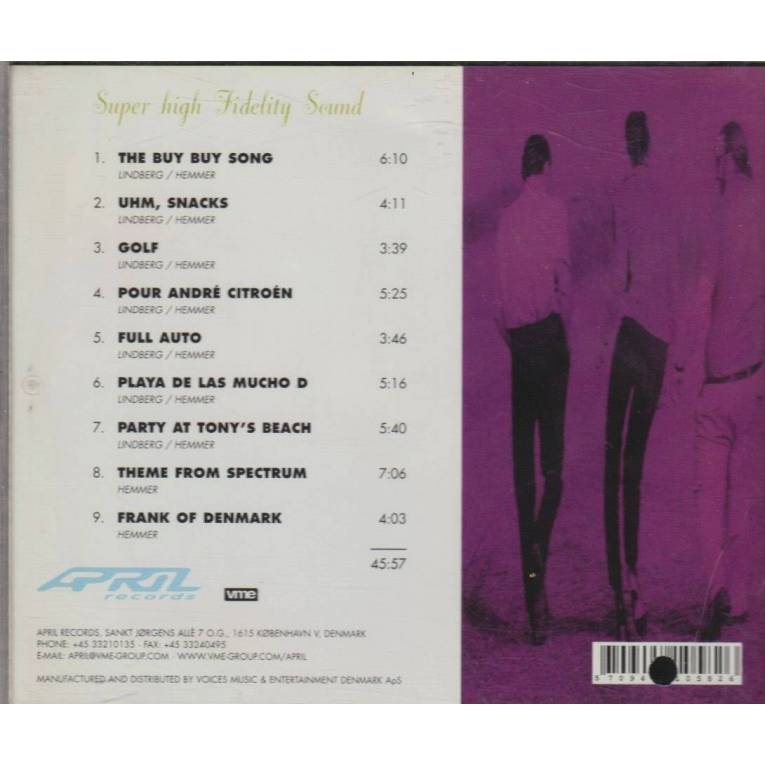 Super high Fidelity Sound
1. THE BUY BUY SONG 6:10
LINDBERG / HEMMER
2. UHM, SNACKS 4:11
LINDBERG / HEMMER
3. GOLF 3:39
LINDBERG / HEMMER
4. POUR ANDRÉ CITROÉN 5:25
LINDBERG / HEMMER
5. FULL AUTO 3:46
LINDBERG / HEMMER
6. PLAYA DE LAS MUCHO D 5:16
LINDBERG / HEMMER
7. PARTY AT TONY'S BEACH 5:40
LINDBERG / HEMMER
8. THEME FROM SPECTRUM 7:06
HEMMER
9. FRANK OF DENMARK 4:03
HEMMER
45:57
APRIL
records
vme
APRIL RECORDS, SANKT JØRGENS ALLÈ 7 O.G., 1615 KØBENHAVN V, DENMARK
PHONE: +45 33210135 · FAX: +45 33240495
E-MAIL: APRIL@VME-GROUP.COM · WWW.VME-GROUP.COM/APRIL
MANUFACTURED AND DISTRIBUTED BY VOICES MUSIC & ENTERTAINMENT DENMARK ApS